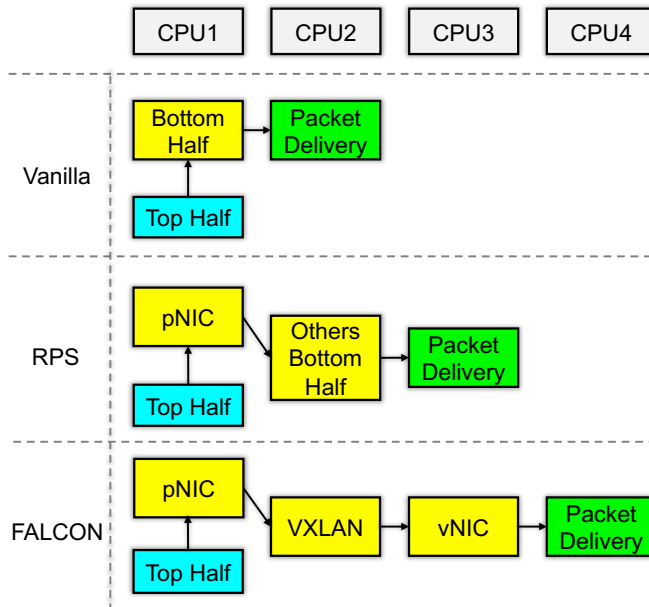 CPU1
CPU2
CPU3
CPU4
Vanilla
Bottom
Half
Packet
Delivery
Top Half
RPS
pNIC
Others
Bottom
Half
Packet
Delivery
Top Half
FALCON
pNIC
VXLAN
vNIC
Packet
Delivery
Top Half